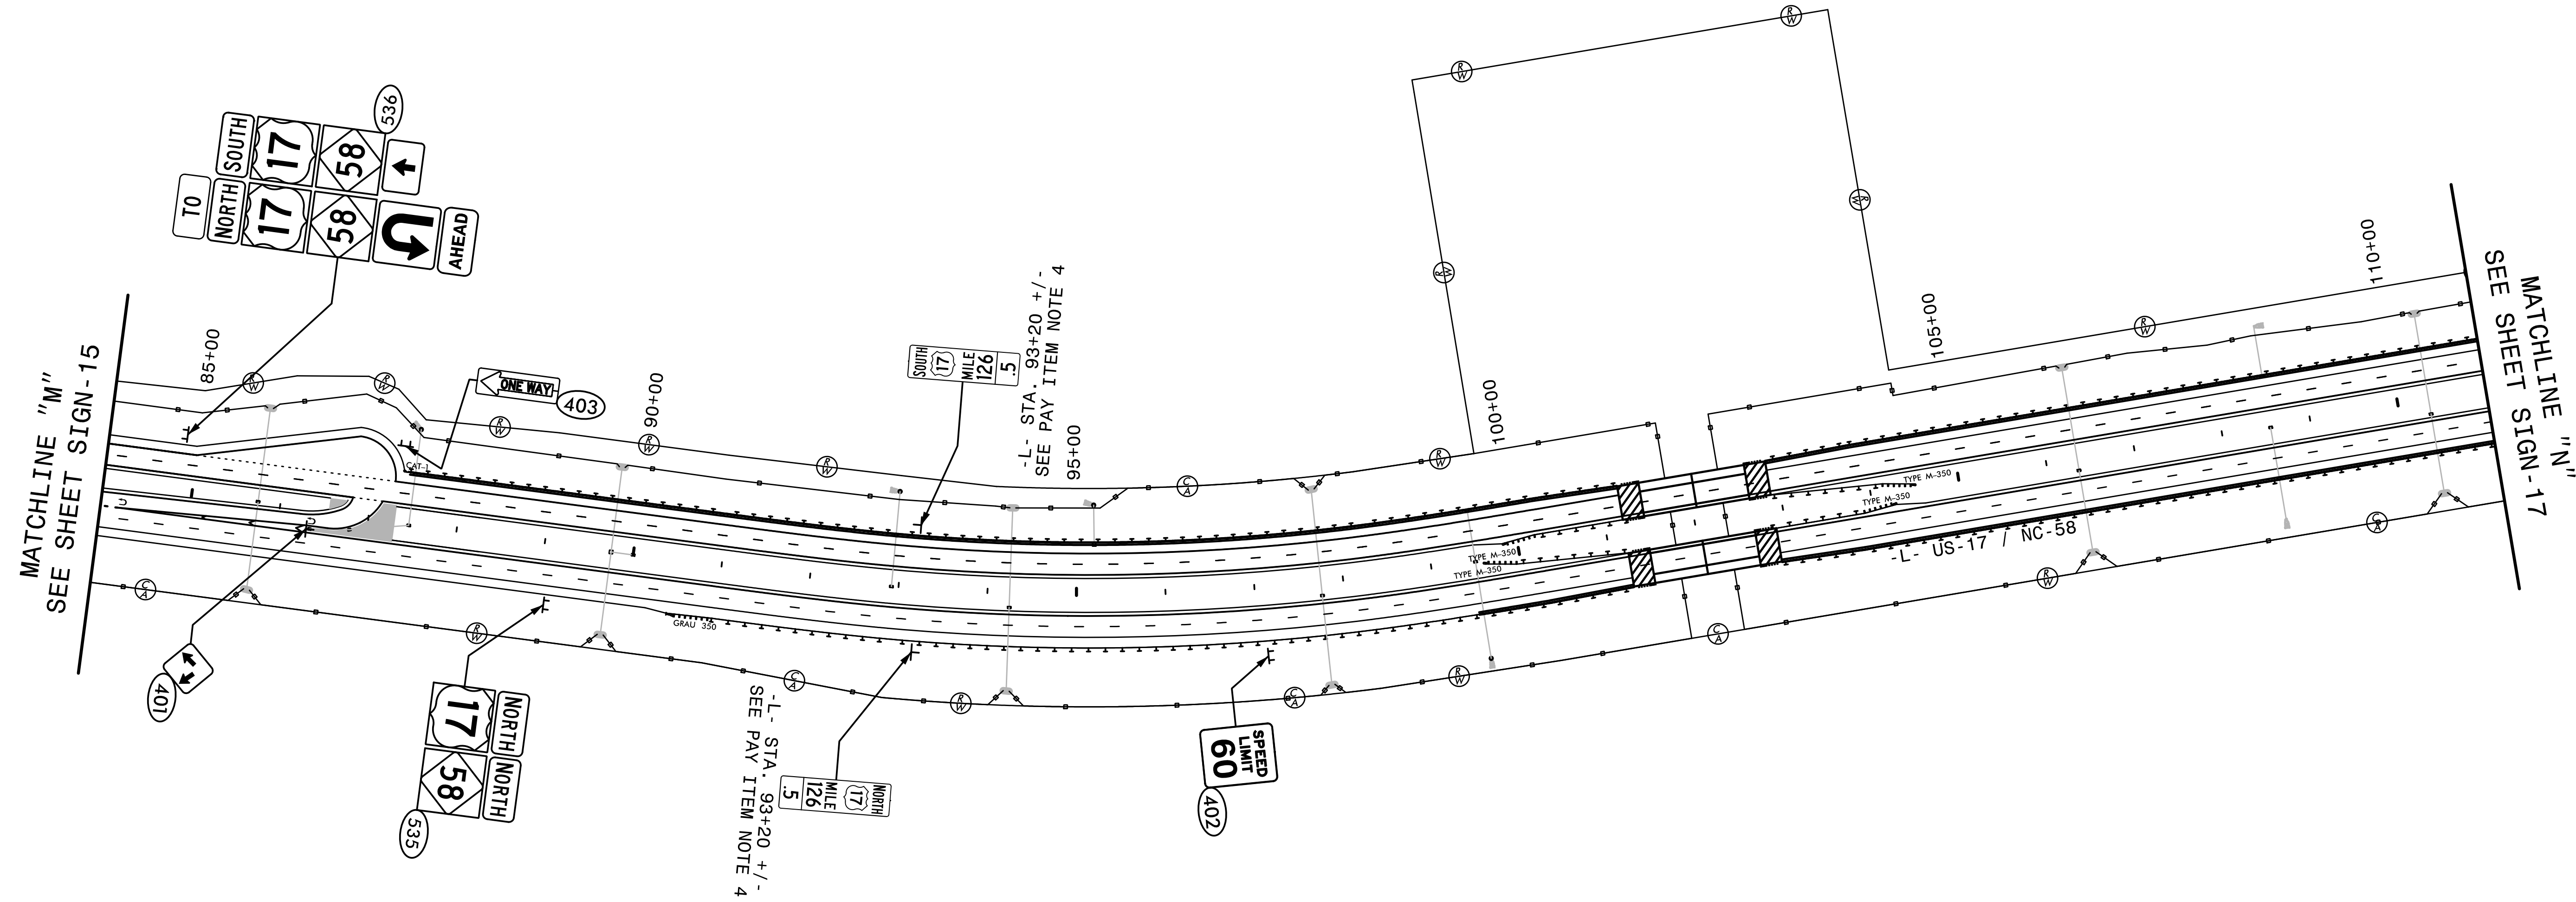 MATCHLINE "M"
SEE SHEET SIGN-15
TO
SOUTH
17
58
NORTH
17
58
AHEAD
536
85+00
R/W
R/W
ONE WAY
403
CAT-1
R/W
90+00
R/W
R/W
SOUTH
17
MILE
126
.5
-L- STA. 93+20 +/-
SEE PAY ITEM NOTE 4
95+00
C/A
R/W
R/W
R/W
R/W
R/W
100+00
105+00
R/W
110+00
MATCHLINE "N"
SEE SHEET SIGN-17
TYPE M-350
TYPE M-350
TYPE M-350
TYPE M-350
-L- US-17 / NC-58
C/A
401
R/W
GRAU 350
NORTH
17
NORTH
58
535
C/A
-L- STA. 93+20 +/-
SEE PAY ITEM NOTE 4
NORTH
17
MILE
126
.5
R/W
SPEED
LIMIT
60
402
C/A
R/W
C/A
R/W
C/A